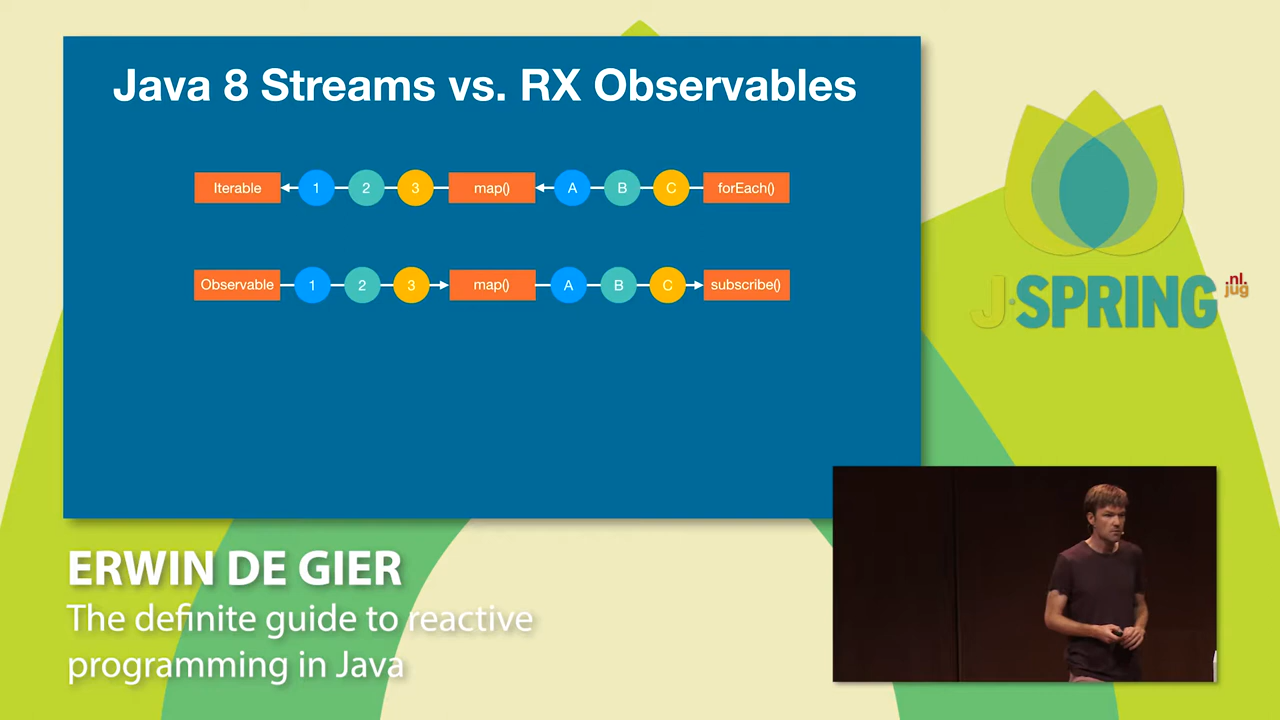 Java 8 Streams vs. RX Observables
Iterable 1 2 3 map() A B C forEach()
Observable 1 2 3 map() A B C subscribe()
J·SPRING .nl.jug
ERWIN DE GIER
The definite guide to reactive
programming in Java